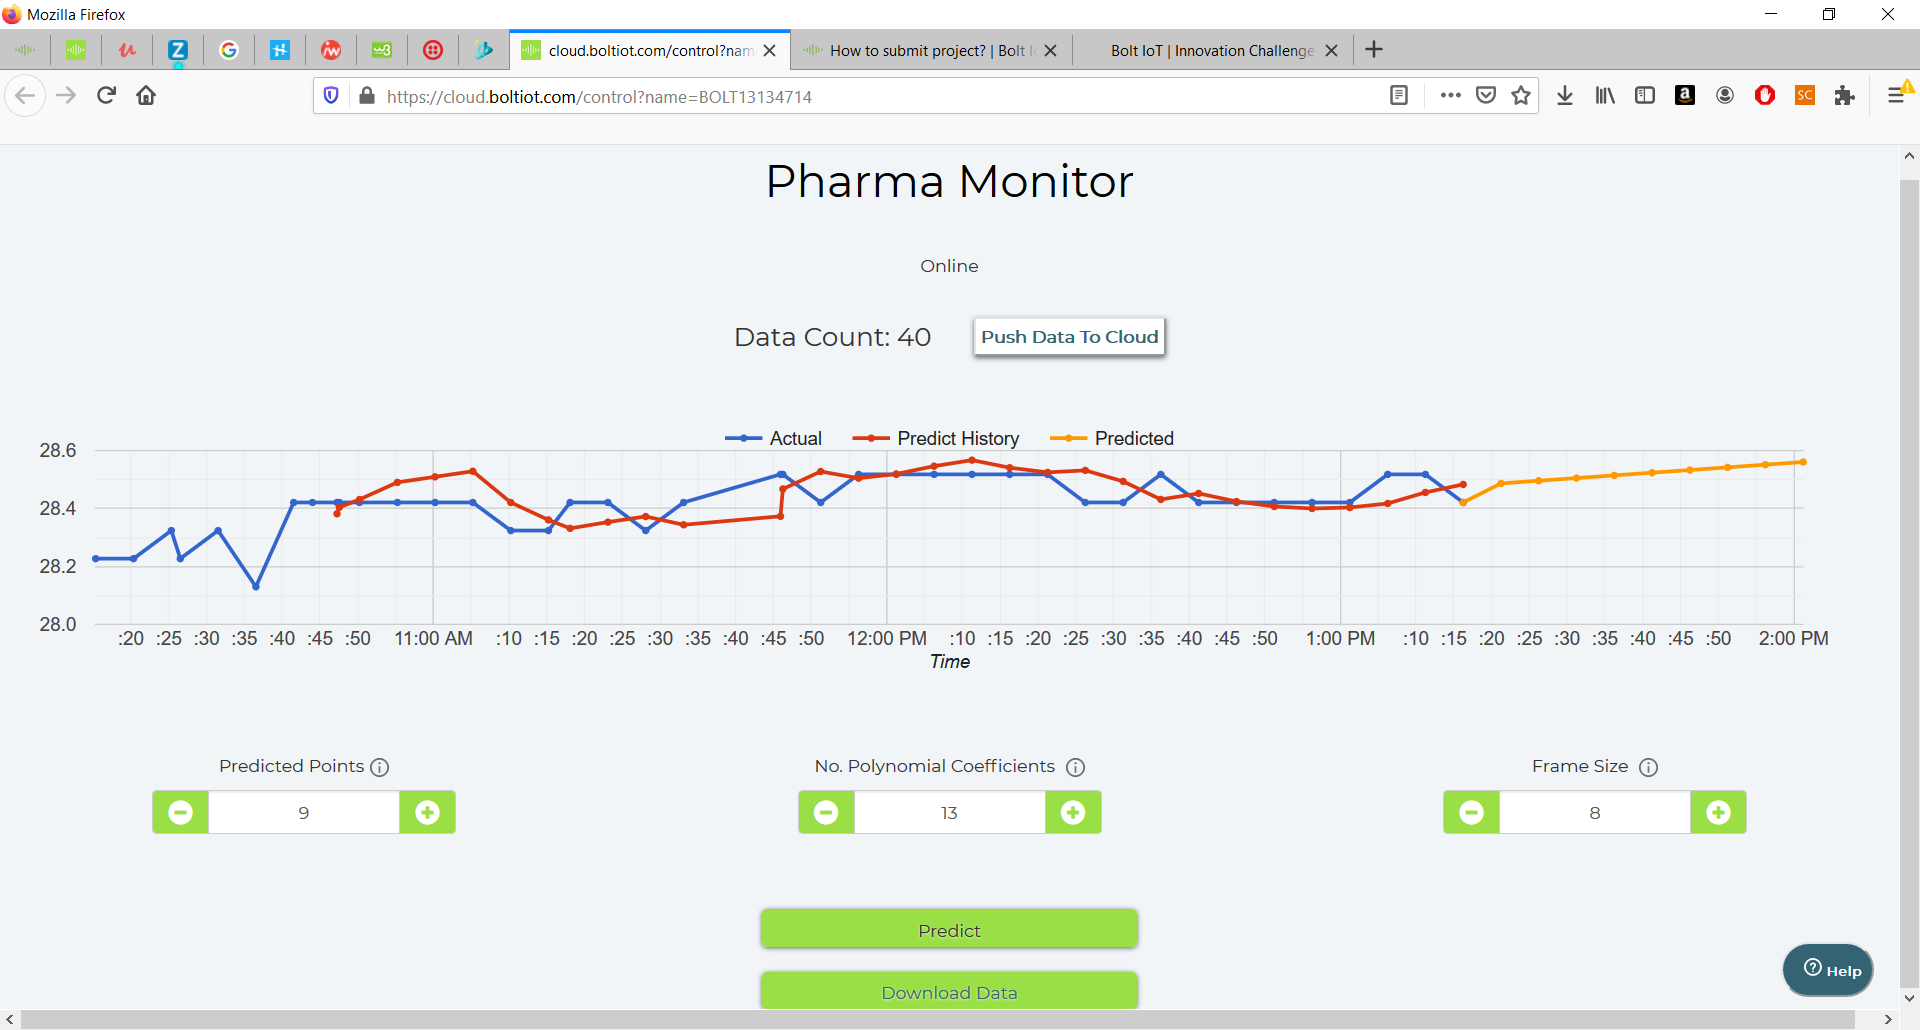 Mozilla Firefox
cloud.boltiot.com/control?nam
How to submit project? | Bolt I
Bolt IoT | Innovation Challenge
https://cloud.boltiot.com/control?name=BOLT13134714
SC
Pharma Monitor
Online
Data Count: 40 Push Data To Cloud
Actual Predict History Predicted
28.6
28.4
28.2
28.0
:20 :25 :30 :35 :40 :45 :50 11:00 AM :10 :15 :20 :25 :30 :35 :40 :45 :50 12:00 PM :10 :15 :20 :25 :30 :35 :40 :45 :50 1:00 PM :10 :15 :20 :25 :30 :35 :40 :45 :50 2:00 PM
Time
Predicted Points No. Polynomial Coefficients Frame Size
9 13 8
Predict
Download Data
Help